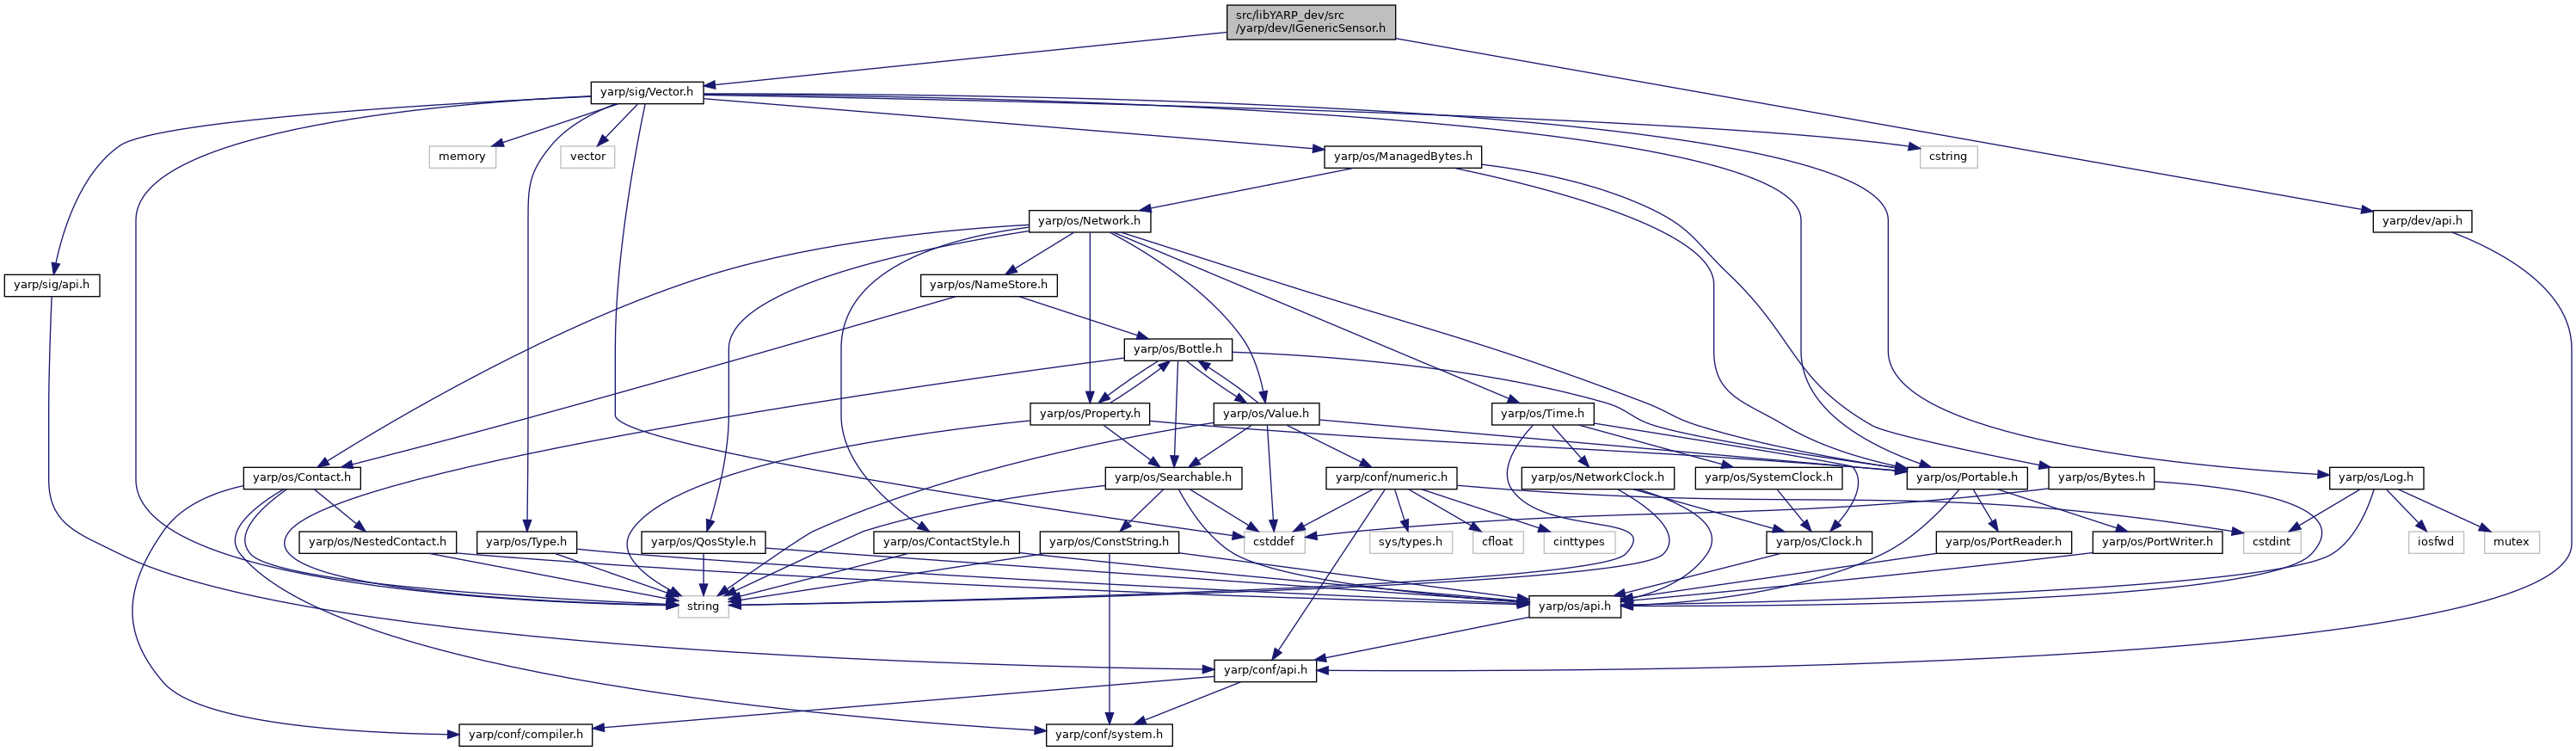 src/libYARP_dev/src
/yarp/dev/IGenericSensor.h
yarp/sig/Vector.h
memory
vector
yarp/os/ManagedBytes.h
cstring
yarp/os/Network.h
yarp/dev/api.h
yarp/sig/api.h
yarp/os/NameStore.h
yarp/os/Bottle.h
yarp/os/Property.h
yarp/os/Value.h
yarp/os/Time.h
yarp/os/Contact.h
yarp/os/Searchable.h
yarp/conf/numeric.h
yarp/os/NetworkClock.h
yarp/os/SystemClock.h
yarp/os/Portable.h
yarp/os/Bytes.h
yarp/os/Log.h
yarp/os/NestedContact.h
yarp/os/Type.h
yarp/os/QosStyle.h
yarp/os/ContactStyle.h
yarp/os/ConstString.h
cstddef
sys/types.h
cfloat
cinttypes
yarp/os/Clock.h
yarp/os/PortReader.h
yarp/os/PortWriter.h
cstdint
iosfwd
mutex
string
yarp/os/api.h
yarp/conf/api.h
yarp/conf/compiler.h
yarp/conf/system.h